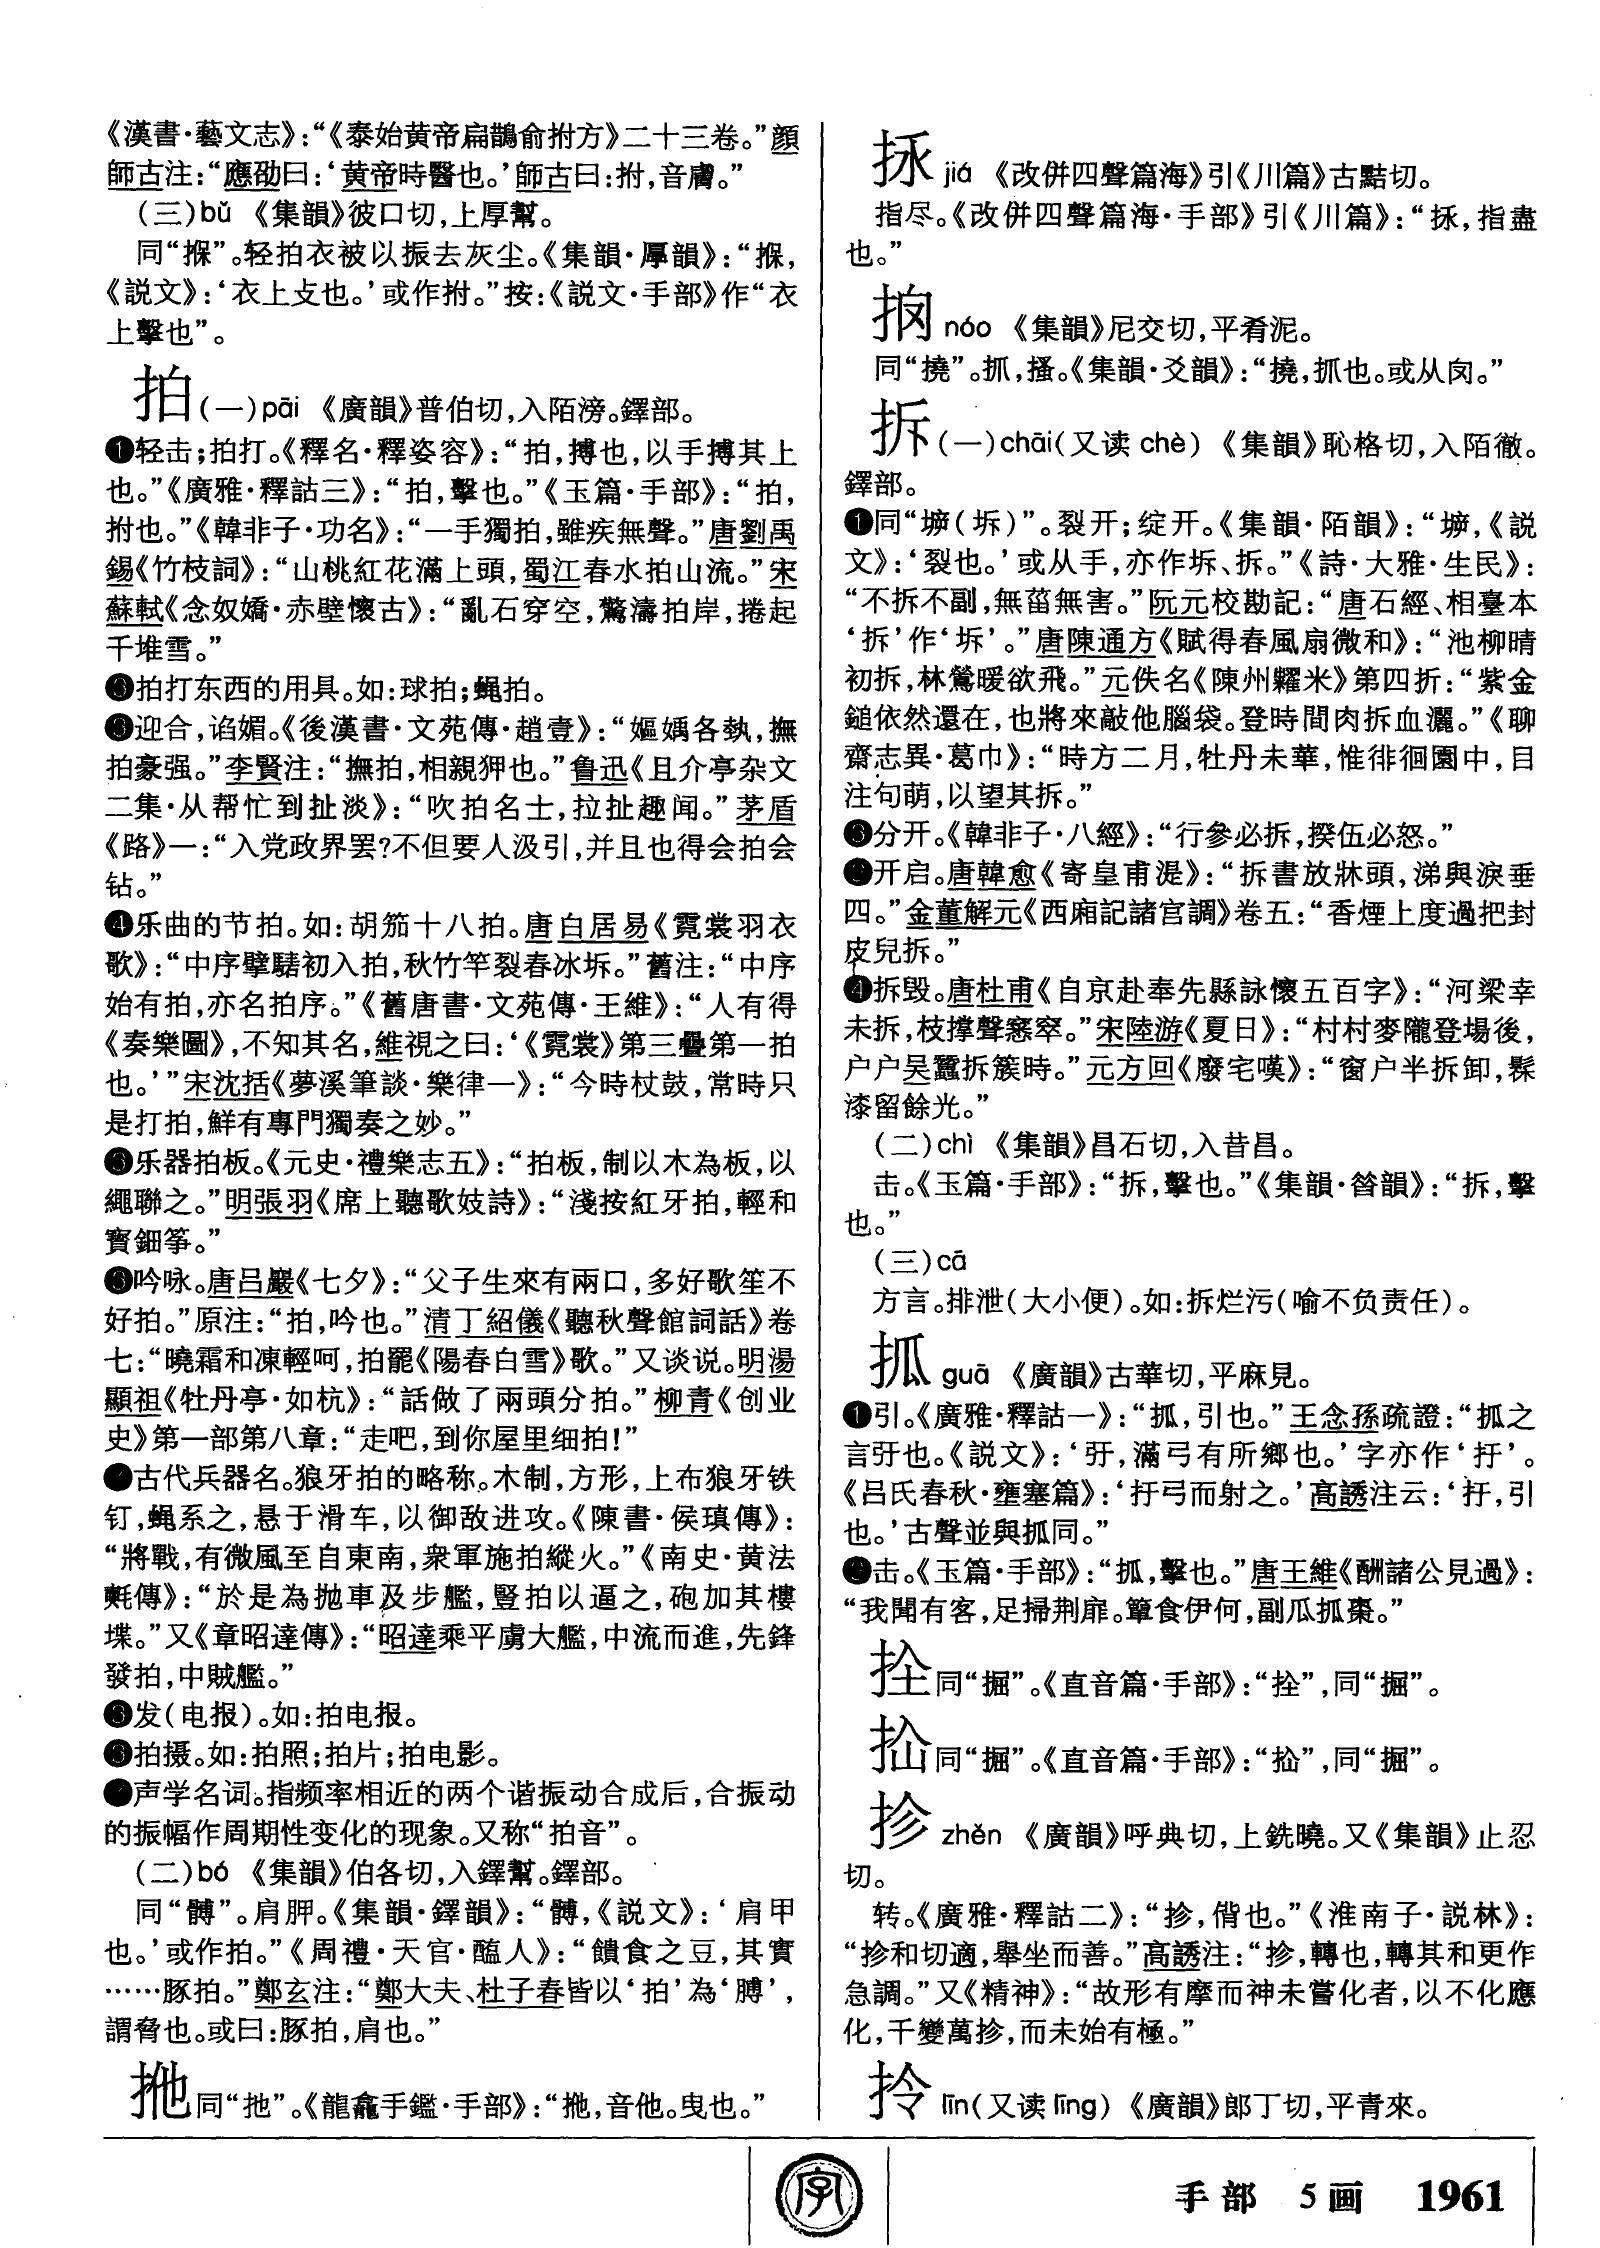 《漢書·藝文志》：“《泰始黄帝扁鵲俞拊方》二十三卷。”顔
師古注：“應劭曰：‘黄帝時醫也。’師古曰：拊，音膚。”
（三）bǔ 《集韻》彼口切，上厚幫。
同“捰”。轻拍衣被以振去灰尘。《集韻·厚韻》：“捰，
《説文》：‘衣上攴也。’或作拊。”按：《説文·手部》作“衣
上擊也”。
拍（一）pāi 《廣韻》普伯切，入陌滂。鐸部。
❶轻击；拍打。《釋名·釋姿容》：“拍，搏也，以手搏其上
也。”《廣雅·釋詁三》：“拍，擊也。”《玉篇·手部》：“拍，
拊也。”《韓非子·功名》：“一手獨拍，雖疾無聲。”唐劉禹
錫《竹枝詞》：“山桃紅花滿上頭，蜀江春水拍山流。”宋
蘇軾《念奴嬌·赤壁懷古》：“亂石穿空，驚濤拍岸，捲起
千堆雪。”
❸拍打东西的用具。如：球拍；蝇拍。
❸迎合，谄媚。《後漢書·文苑傳·趙壹》：“嫗媀各執，撫
拍豪强。”李賢注：“撫拍，相親狎也。”鲁迅《且介亭杂文
二集·从帮忙到扯淡》：“吹拍名士，拉扯趣闻。”茅盾
《路》一：“入党政界罢？不但要人汲引，并且也得会拍会
钻。”
❹乐曲的节拍。如：胡笳十八拍。唐白居易《霓裳羽衣
歌》：“中序擘騞初入拍，秋竹竿裂春冰坼。”舊注：“中序
始有拍，亦名拍序。”《舊唐書·文苑傳·王維》：“人有得
《奏樂圖》，不知其名，維視之曰：‘《霓裳》第三疊第一拍
也。’”宋沈括《夢溪筆談·樂律一》：“今時杖鼓，常時只
是打拍，鮮有專門獨奏之妙。”
❸乐器拍板。《元史·禮樂志五》：“拍板，制以木為板，以
繩聯之。”明張羽《席上聽歌妓詩》：“淺按紅牙拍，輕和
寳鈿筝。”
❸吟咏。唐吕巖《七夕》：“父子生來有兩口，多好歌笙不
好拍。”原注：“拍，吟也。”清丁紹儀《聽秋聲館詞話》卷
七：“曉霜和凍輕呵，拍罷《陽春白雪》歌。”又谈说。明湯
顯祖《牡丹亭·如杭》：“話做了兩頭分拍。”柳青《创业
史》第一部第八章：“走吧，到你屋里细拍！”
❷古代兵器名。狼牙拍的略称。木制，方形，上布狼牙铁
钉，绳系之，悬于滑车，以御敌进攻。《陳書·侯瑱傳》：
“將戰，有微風至自東南，衆軍施拍縱火。”《南史·黄法
𣰰傳》：“於是為抛車及步艦，竪拍以逼之，砲加其樓
堞。”又《章昭達傳》：“昭達乘平虜大艦，中流而進，先鋒
發拍，中賊艦。”
❸发（电报）。如：拍电报。
❸拍摄。如：拍照；拍片；拍电影。
声学名词。指频率相近的两个谐振动合成后，合振动
的振幅作周期性变化的现象。又称“拍音”。
（二）bó 《集韻》伯各切，入鐸幫。鐸部。
同“髆”。肩胛。《集韻·鐸韻》：“髆，《説文》：‘肩甲
也。’或作拍。”《周禮·天官·醢人》：“饋食之豆，其實
……豚拍。”鄭玄注：“鄭大夫、杜子春皆以‘拍’為‘膊’，
謂脅也。或曰：豚拍，肩也。”
拖同“扡”。《龍龕手鑑·手部》：“，音他。曳也。”
jiá 《改併四聲篇海》引《川篇》古黠切。
指尽。《改併四聲篇海·手部》引《川篇》：“，指盡
也。”
náo 《集韻》尼交切，平肴泥。
同“撓”。抓，搔。《集韻·爻韻》：“撓，抓也。或从囱。”
拆（一）chāi（又读chè） 《集韻》恥格切，入陌徹。
鐸部。
❶同“㙤（坼）”。裂开；绽开。《集韻·陌韻》：“㙤，《説
文》：‘裂也。’或从手，亦作坼、拆。”《詩·大雅·生民》：
“不拆不副，無菑無害。”阮元校勘記：“唐石經、相臺本
‘拆’作‘坼’。”唐陳通方《賦得春風扇微和》：“池柳晴
初拆，林鶯暖欲飛。”元佚名《陳州糶米》第四折：“紫金
鎚依然還在，也將來敲他腦袋。登時間肉拆血灑。”《聊
齋志異·葛巾》：“時方二月，牡丹未華，惟徘徊園中，目
注句萌，以望其拆。”
❸分开。《韓非子·八經》：“行參必拆，揆伍必怒。”
❷开启。唐韓愈《寄皇甫湜》：“拆書放牀頭，涕與淚垂
四。”金董解元《西廂記諸宫調》卷五：“香煙上度過把封
皮兒拆。”
❹拆毁。唐杜甫《自京赴奉先縣詠懷五百字》：“河梁幸
未拆，枝撑聲窸窣。”宋陸游《夏日》：“村村麥隴登場後，
户户吴蠶拆簇時。”元方回《廢宅嘆》：“窗户半拆卸，髹
漆留餘光。”
（二）chì 《集韻》昌石切，入昔昌。
击。《玉篇·手部》：“拆，擊也。”《集韻·昝韻》：“拆，擊
也。”
（三）cā
方言。排泄（大小便）。如：拆烂污（喻不负责任）。
抓 guā 《廣韻》古華切，平麻見。
❶引。《廣雅·釋詁一》：“抓，引也。”王念孫疏證：“抓之
言弙也。《説文》：‘弙，滿弓有所鄉也。’字亦作‘扜’。
《吕氏春秋·壅塞篇》：‘扜弓而射之。’高誘注云：‘扜，引
也。’古聲並與抓同。”
❷击。《玉篇·手部》：“抓，擊也。”唐王維《酬諸公見過》：
“我聞有客，足掃荆扉。簞食伊何，副瓜抓棗。”
同“掘”。《直音篇·手部》：“”，同“掘”。
同“掘”。《直音篇·手部》：“”，同“掘”。
抮 zhěn 《廣韻》呼典切，上銑曉。又《集韻》止忍
切。
转。《廣雅·釋詁二》：“抮，偕也。”《淮南子·説林》：
“抮和切適，舉坐而善。”高誘注：“抮，轉也，轉其和更作
急調。”又《精神》：“故形有摩而神未嘗化者，以不化應
化，千變萬抮，而未始有極。”
拎 līn（又读līng） 《廣韻》郎丁切，平青來。
字
手部 5画 1961